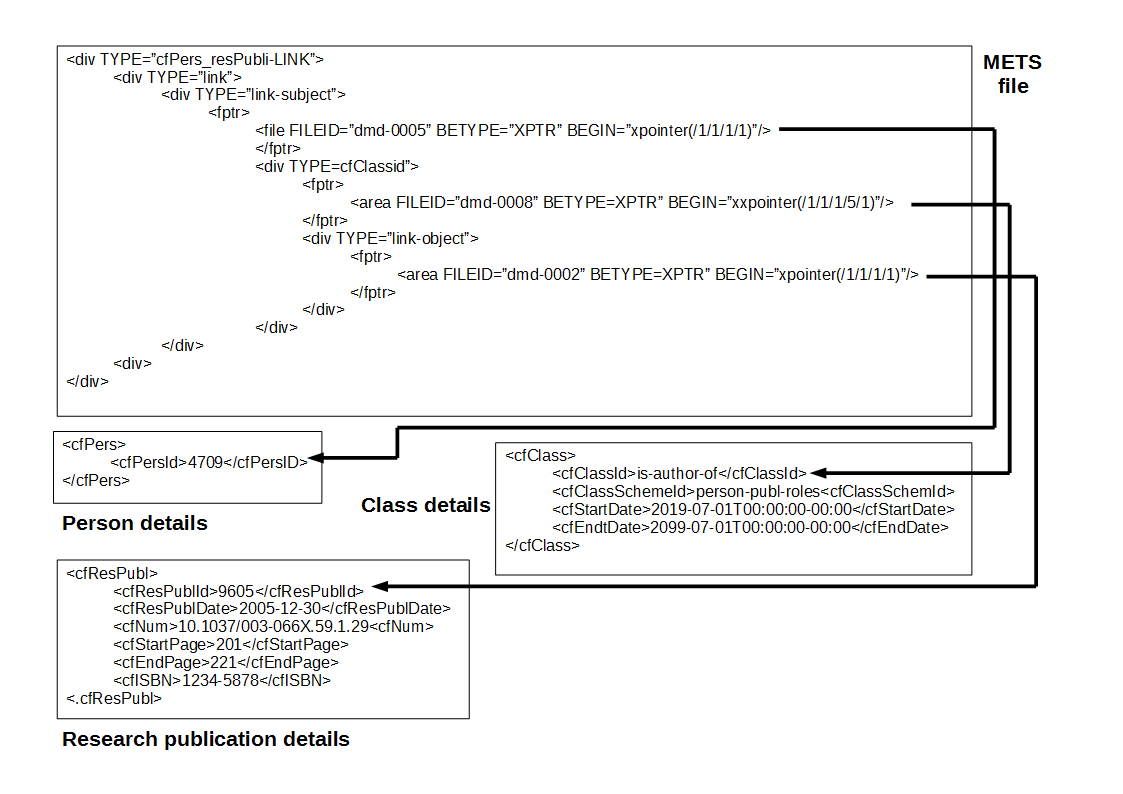 <div TYPE=”cfPers_resPubli-LINK”>
<div TYPE=”link”>
<div TYPE=”link-subject”>
<fptr>
<file FILEID=”dmd-0005” BETYPE=”XPTR” BEGIN=”xpointer(/1/1/1/1)”/>
</fptr>
<div TYPE=cfClassid”>
<fptr>
<area FILEID=”dmd-0008” BETYPE=XPTR” BEGIN=”xxpointer(/1/1/1/5/1)”/>
</fptr>
<div TYPE=”link-object”>
<fptr>
<area FILEID=”dmd-0002” BETYPE=XPTR” BEGIN=”xpointer(/1/1/1/1)”/>
</fptr>
</div>
</div>
</div>
<div>
</div>
METS
file
<cfPers>
<cfPersId>4709</cfPersID>
</cfPers>
Person details
Class details
<cfClass>
<cfClassId>is-author-of</cfClassId>
<cfClassSchemeId>person-publ-roles<cfClassSchemId>
<cfStartDate>2019-07-01T00:00:00-00:00</cfStartDate>
<cfEndtDate>2099-07-01T00:00:00-00:00</cfEndDate>
</cfClass>
<cfResPubl>
<cfResPublId>9605</cfResPublId>
<cfResPublDate>2005-12-30</cfResPublDate>
<cfNum>10.1037/003-066X.59.1.29<cfNum>
<cfStartPage>201</cfStartPage>
<cfEndPage>221</cfEndPage>
<cfISBN>1234-5878</cfISBN>
<.cfResPubl>
Research publication details